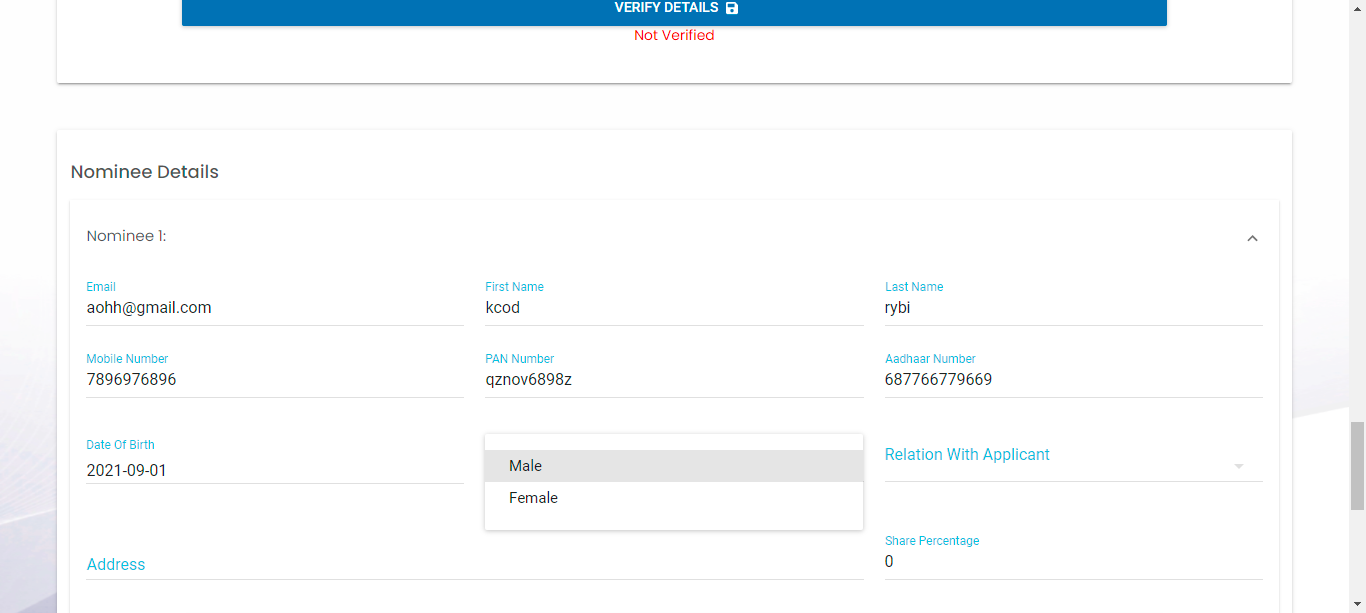 VERIFY DETAILS
Not Verified
Nominee Details
Nominee 1:
Email
First Name
Last Name
aohh@gmail.com
kcod
rybi
Mobile Number
PAN Number
Aadhaar Number
7896976896
qznov6898z
687766779669
Date Of Birth
2021-09-01
Male
Female
Relation With Applicant
Address
Share Percentage
0